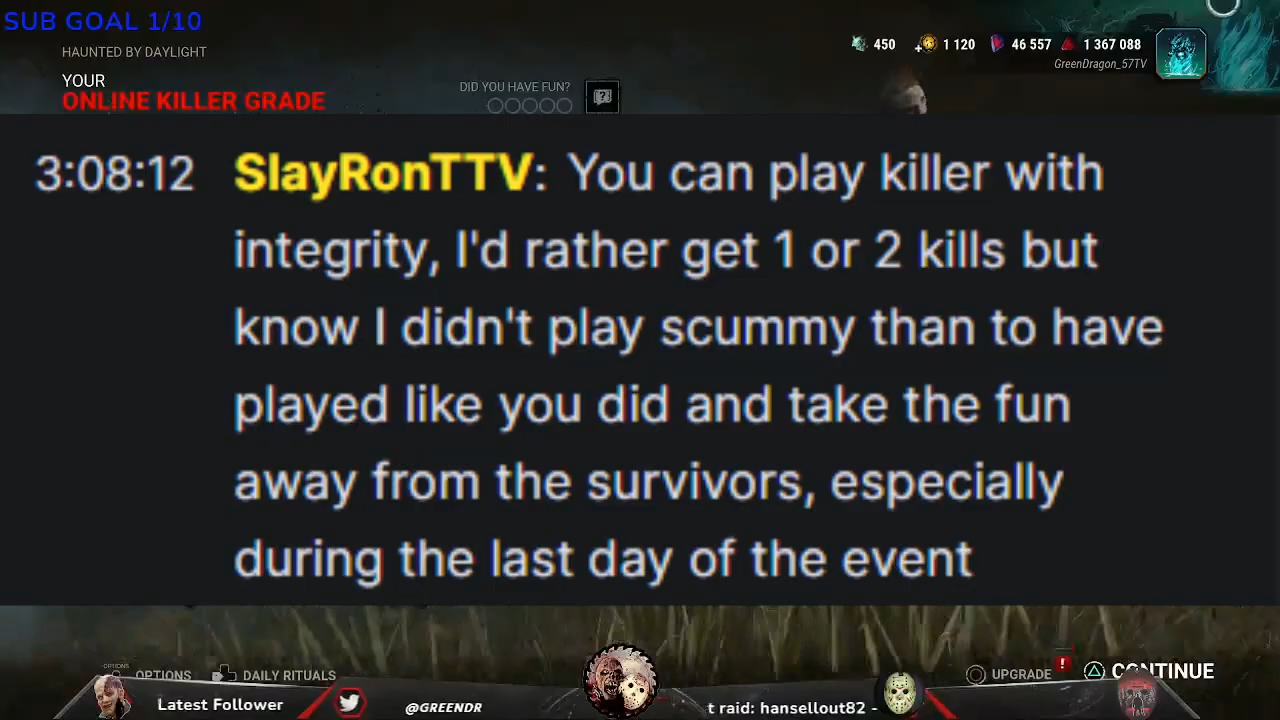 SUB GOAL 1/10
HAUNTED BY DAYLIGHT
YOUR
ONLINE KILLER GRADE
DID YOU HAVE FUN?
450 1 120 46 557 1 367 088
GreenDragon_57TV
3:08:12 SlayRonTTV: You can play killer with
integrity, I'd rather get 1 or 2 kills but
know I didn't play scummy than to have
played like you did and take the fun
away from the survivors, especially
during the last day of the event
OPTIONS
OPTIONS DAILY RITUALS
UPGRADE
CONTINUE
Latest Follower
@GREENDR
t raid: hansellout82 -